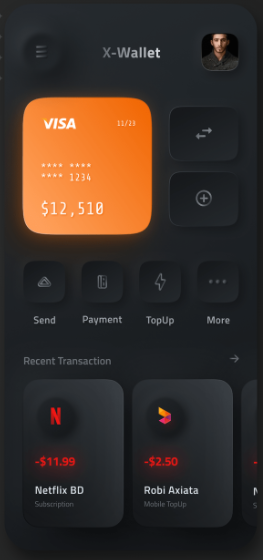 X-Wallet
VISA
11/23
**** ****
**** 1234
$12,510
Send Payment TopUp More
Recent Transaction
-$11.99 -$2.50
Netflix BD Robi Axiata
Subscription Mobile TopUp